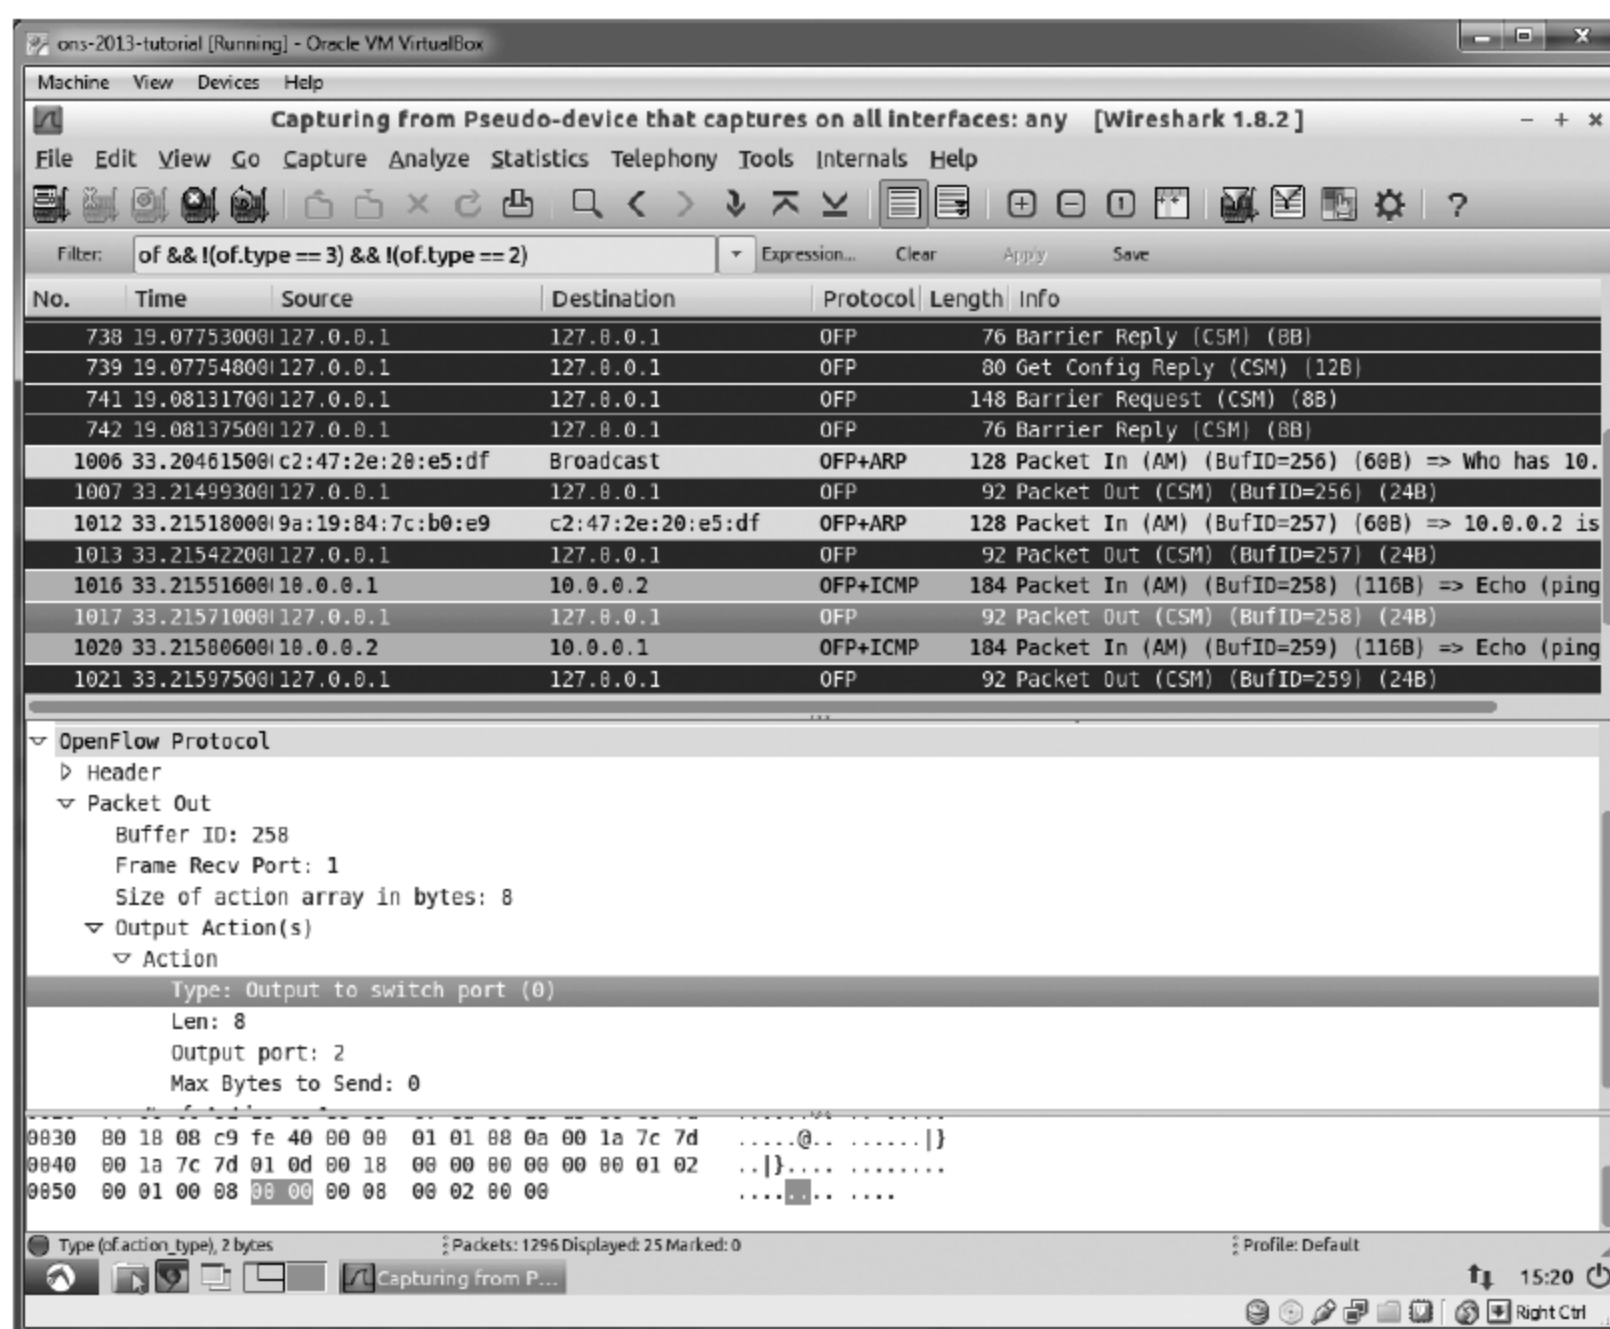 ons-2013-tutorial [Running] - Oracle VM VirtualBox
Machine View Devices Help
Capturing from Pseudo-device that captures on all interfaces: any [Wireshark 1.8.2 ]
File Edit View Go Capture Analyze Statistics Telephony Tools Internals Help
Filter: of && !(of.type == 3) && !(of.type == 2) Expression... Clear Apply Save
No. Time Source Destination Protocol Length Info
738 19.07753000 127.0.0.1 127.0.0.1 OFP 76 Barrier Reply (CSM) (8B)
739 19.07754800 127.0.0.1 127.0.0.1 OFP 80 Get Config Reply (CSM) (12B)
741 19.08131700 127.0.0.1 127.0.0.1 OFP 148 Barrier Request (CSM) (8B)
742 19.08137500 127.0.0.1 127.0.0.1 OFP 76 Barrier Reply (CSM) (8B)
1006 33.20461500 c2:47:2e:20:e5:df Broadcast OFP+ARP 128 Packet In (AM) (BufID=256) (60B) => Who has 10.
1007 33.21499300 127.0.0.1 127.0.0.1 OFP 92 Packet Out (CSM) (BufID=256) (24B)
1012 33.21518000 9a:19:84:7c:b0:e9 c2:47:2e:20:e5:df OFP+ARP 128 Packet In (AM) (BufID=257) (60B) => 10.0.0.2 is
1013 33.21542200 127.0.0.1 127.0.0.1 OFP 92 Packet Out (CSM) (BufID=257) (24B)
1016 33.21551600 10.0.0.1 10.0.0.2 OFP+ICMP 184 Packet In (AM) (BufID=258) (116B) => Echo (ping
1017 33.21571000 127.0.0.1 127.0.0.1 OFP 92 Packet Out (CSM) (BufID=258) (24B)
1020 33.21580600 10.0.0.2 10.0.0.1 OFP+ICMP 184 Packet In (AM) (BufID=259) (116B) => Echo (ping
1021 33.21597500 127.0.0.1 127.0.0.1 OFP 92 Packet Out (CSM) (BufID=259) (24B)
OpenFlow Protocol
Header
Packet Out
Buffer ID: 258
Frame Recv Port: 1
Size of action array in bytes: 8
Output Action(s)
Action
Type: Output to switch port (0)
Len: 8
Output port: 2
Max Bytes to Send: 0
0030 80 18 08 c9 fe 40 00 00 01 01 08 0a 00 1a 7c 7d .....@.. ......|}
0040 00 1a 7c 7d 01 0d 00 18 00 00 00 00 00 00 01 02 ..|}.... ........
0050 00 01 00 08 00 00 00 08 00 02 00 00 ........ ....
Type (of.action_type), 2 bytes Packets: 1296 Displayed: 25 Marked: 0 Profile: Default
Capturing from P... 15:20
Right Ctrl